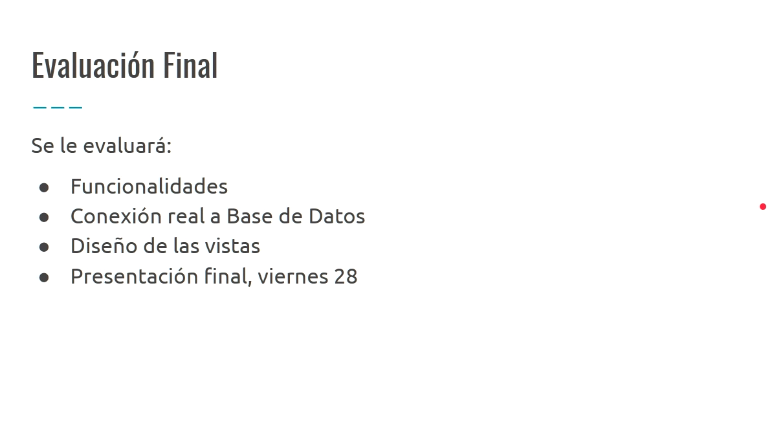 Evaluación Final
Se le evaluará:
● Funcionalidades
● Conexión real a Base de Datos
● Diseño de las vistas
● Presentación final, viernes 28